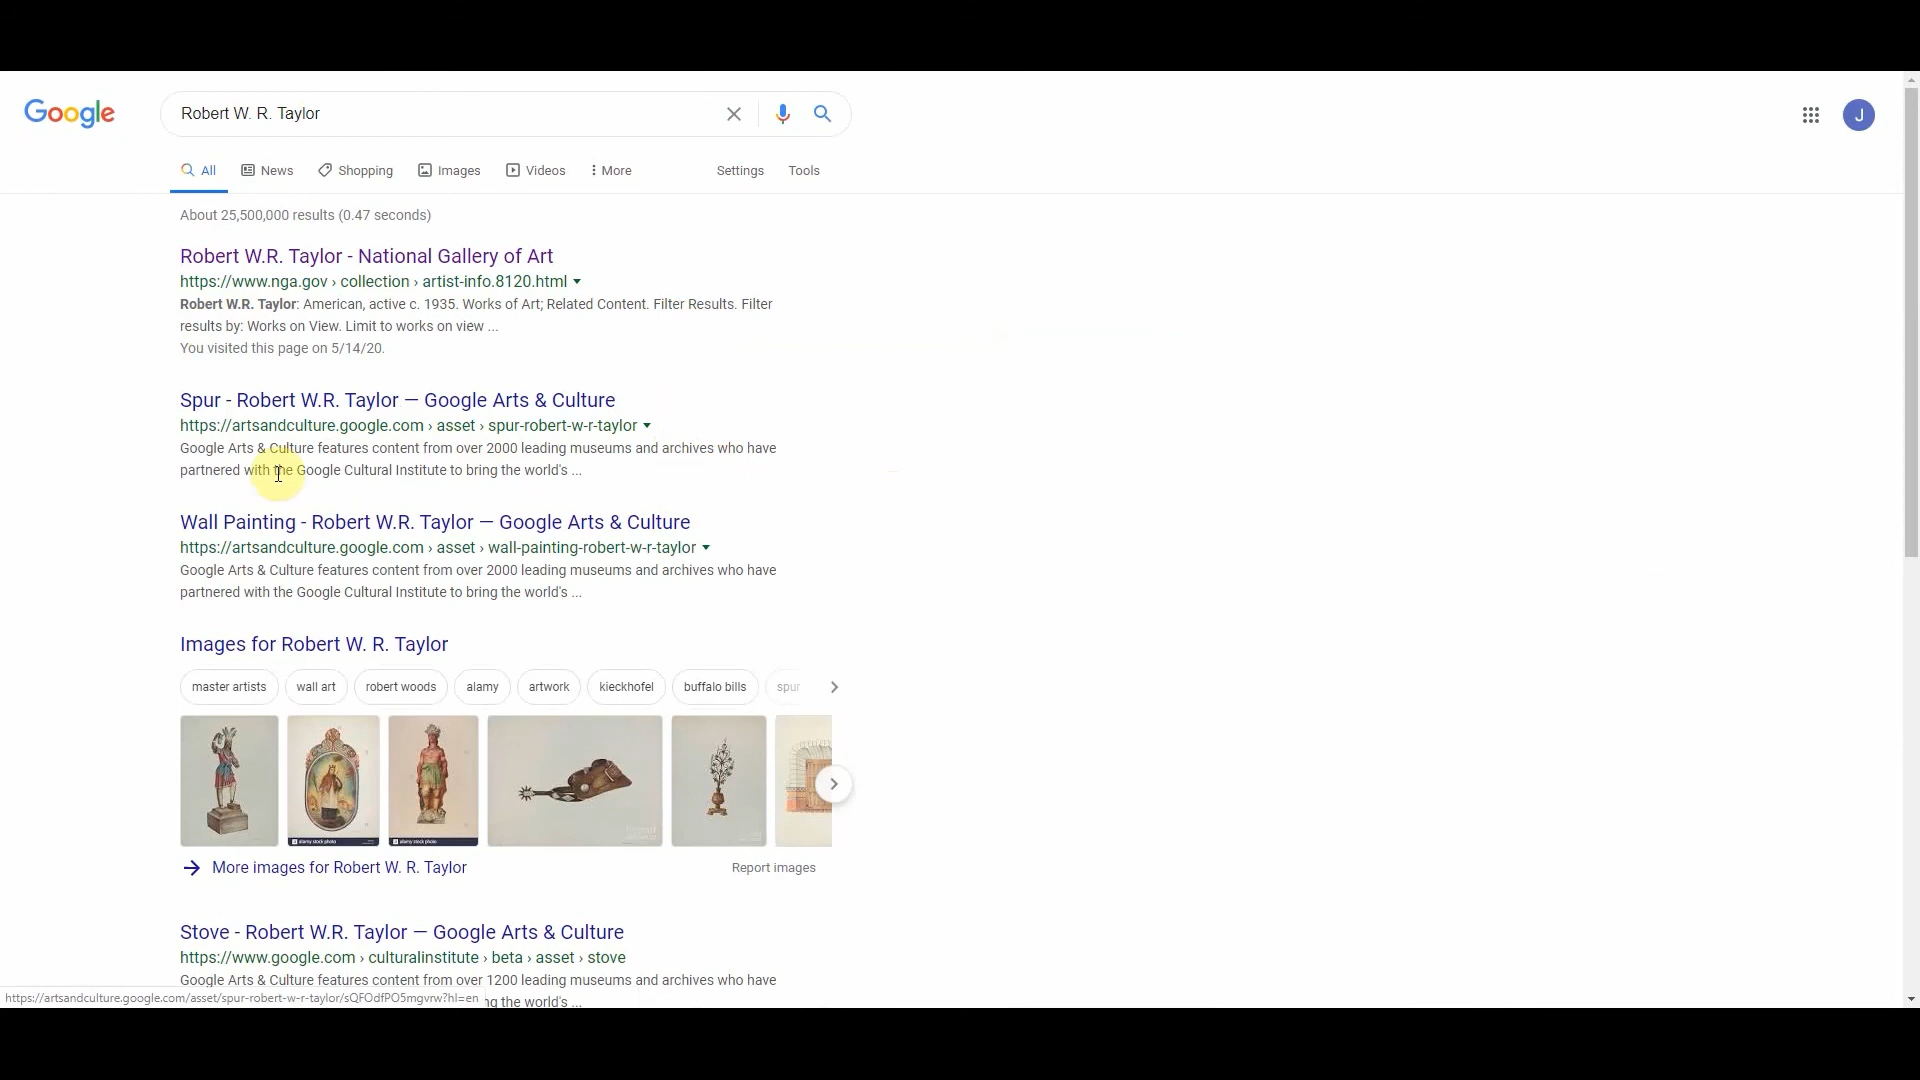 Google
Robert W. R. Taylor
J
All
News
Shopping
Images
Videos
More
Settings
Tools
About 25,500,000 results (0.47 seconds)
Robert W.R. Taylor - National Gallery of Art
https://www.nga.gov › collection › artist-info.8120.html
Robert W.R. Taylor: American, active c. 1935. Works of Art; Related Content. Filter Results. Filter
results by: Works on View. Limit to works on view ...
You visited this page on 5/14/20.
Spur - Robert W.R. Taylor — Google Arts & Culture
https://artsandculture.google.com › asset › spur-robert-w-r-taylor
Google Arts & Culture features content from over 2000 leading museums and archives who have
partnered with the Google Cultural Institute to bring the world's ...
Wall Painting - Robert W.R. Taylor — Google Arts & Culture
https://artsandculture.google.com › asset › wall-painting-robert-w-r-taylor
Google Arts & Culture features content from over 2000 leading museums and archives who have
partnered with the Google Cultural Institute to bring the world's ...
Images for Robert W. R. Taylor
master artists
wall art
robert woods
alamy
artwork
kieckhofel
buffalo bills
spur
alamy stock photo
alamy stock photo
More images for Robert W. R. Taylor
Report images
Stove - Robert W.R. Taylor — Google Arts & Culture
https://www.google.com › culturalinstitute › beta › asset › stove
Google Arts & Culture features content from over 1200 leading museums and archives who have
https://artsandculture.google.com/asset/spur-robert-w-r-taylor/sQFOdfPO5mgvrw?hl=en
ng the world's ...